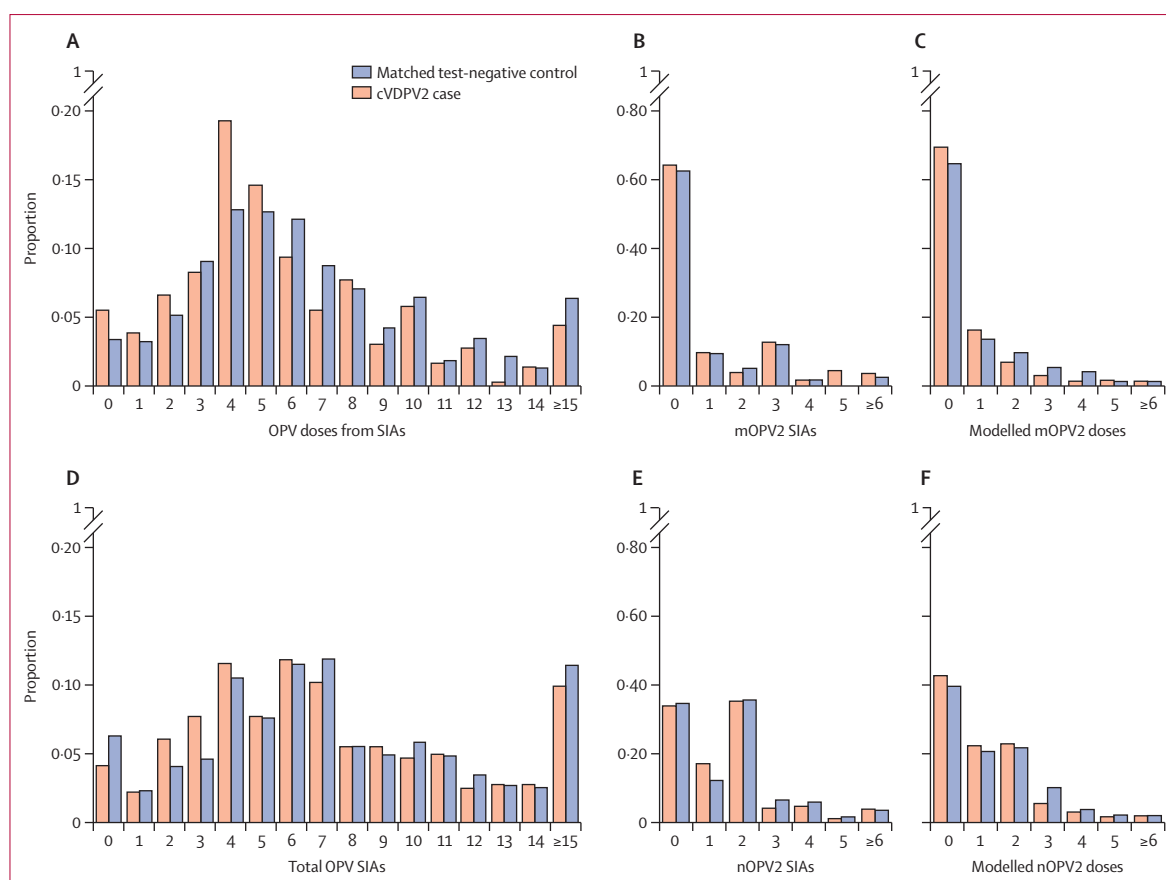 A
B
C
Matched test-negative control
cVDPV2 case
1
0·20
0·15
0·10
0·05
0
Proportion
0 1 2 3 4 5 6 7 8 9 10 11 12 13 14 ≥15
OPV doses from SIAs
1
0·80
0·60
0·40
0·20
0
0 1 2 3 4 5 ≥6
mOPV2 SIAs
1
0 1 2 3 4 5 ≥6
Modelled mOPV2 doses
D
E
F
1
0·20
0·15
0·10
0·05
0
Proportion
0 1 2 3 4 5 6 7 8 9 10 11 12 13 14 ≥15
Total OPV SIAs
1
0·80
0·60
0·40
0·20
0
0 1 2 3 4 5 ≥6
nOPV2 SIAs
1
0 1 2 3 4 5 ≥6
Modelled nOPV2 doses